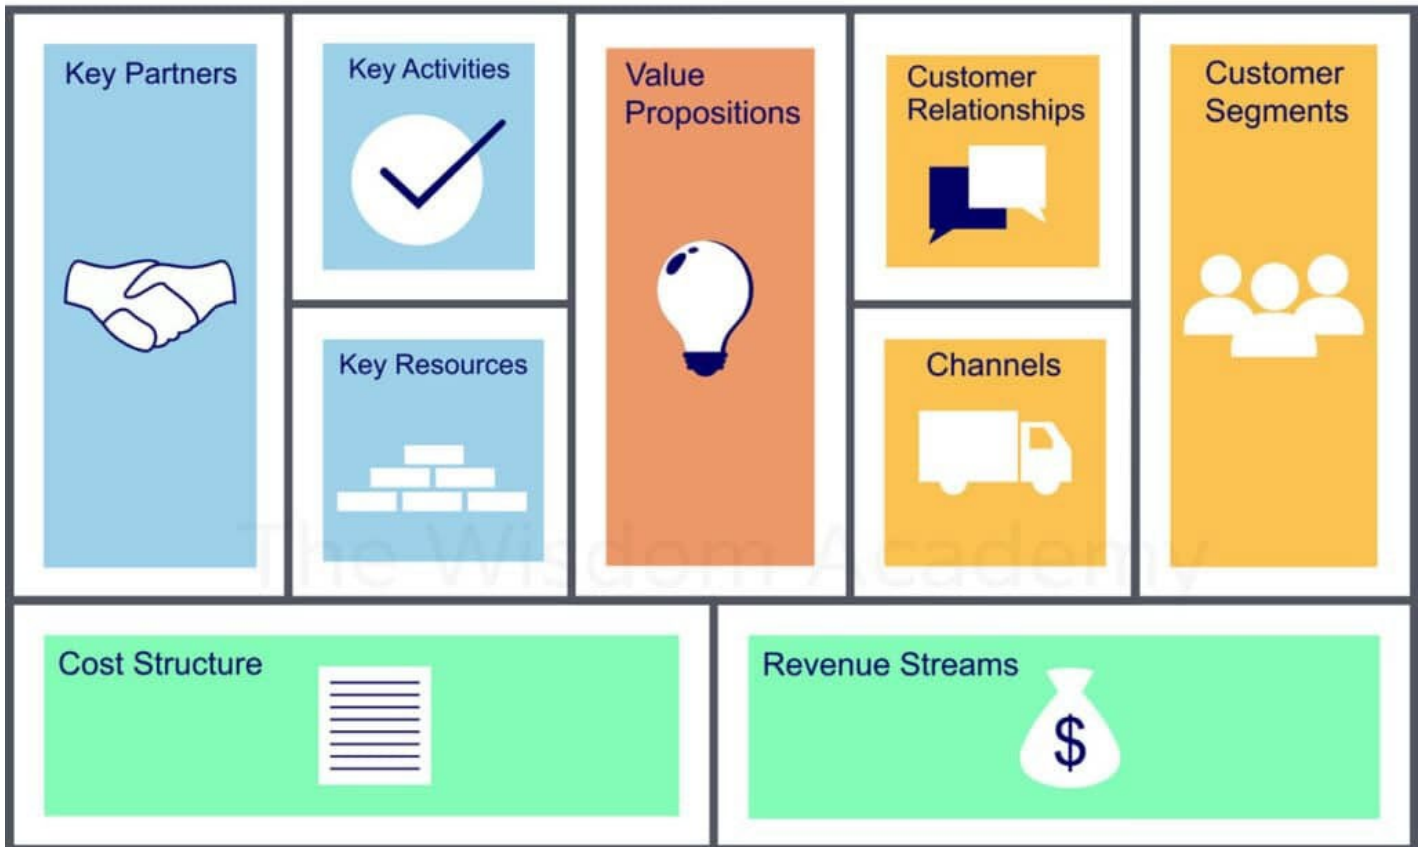 Key Partners
Key Activities
Key Resources
Value
Propositions
Customer
Relationships
Channels
Customer
Segments
Cost Structure
Revenue Streams
$
The Wisdom Academy